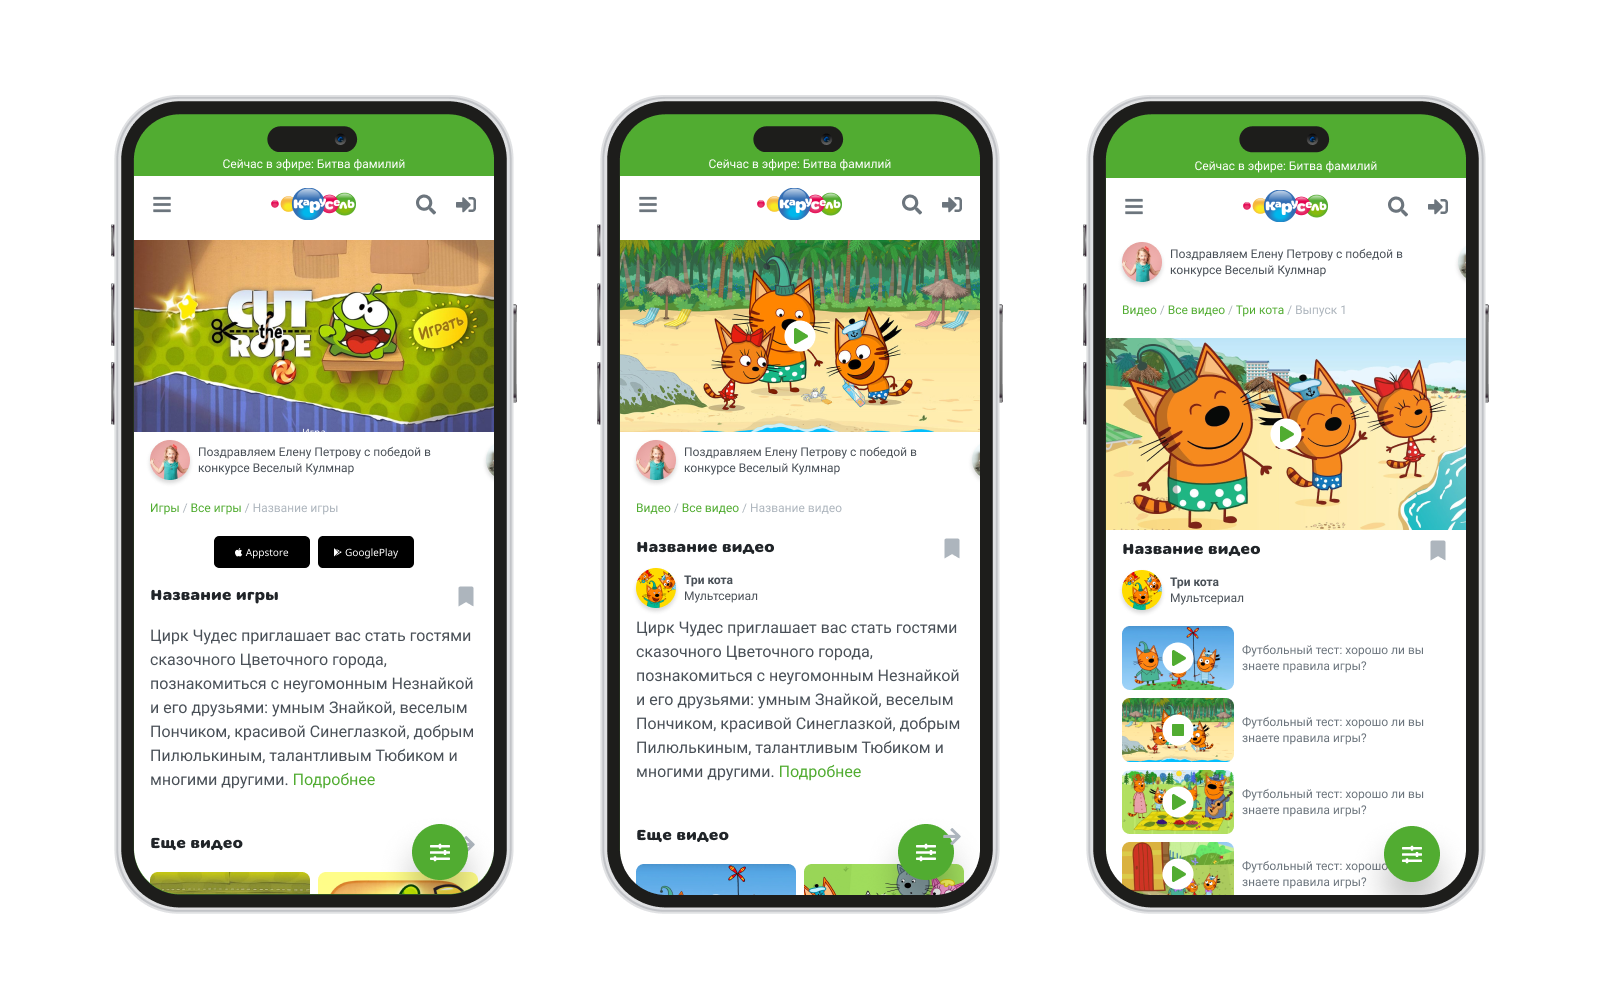 Сейчас в эфире: Битва фамилий
Карусель
CUT
the
ROPE
Играть
Игра
Поздравляем Елену Петрову с победой в
конкурсе Веселый Кулмнар
Игры / Все игры / Название игры
Appstore
GooglePlay
Название игры
Цирк Чудес приглашает вас стать гостями
сказочного Цветочного города,
познакомиться с неугомонным Незнайкой
и его друзьями: умным Знайкой, веселым
Пончиком, красивой Синеглазкой, добрым
Пилюлькиным, талантливым Тюбиком и
многими другими. Подробнее
Еще видео
Сейчас в эфире: Битва фамилий
Карусель
Поздравляем Елену Петрову с победой в
конкурсе Веселый Кулмнар
Видео / Все видео / Название видео
Название видео
Три кота
Мультсериал
Цирк Чудес приглашает вас стать гостями
сказочного Цветочного города,
познакомиться с неугомонным Незнайкой
и его друзьями: умным Знайкой, веселым
Пончиком, красивой Синеглазкой, добрым
Пилюлькиным, талантливым Тюбиком и
многими другими. Подробнее
Еще видео
Сейчас в эфире: Битва фамилий
Карусель
Поздравляем Елену Петрову с победой в
конкурсе Веселый Кулмнар
Видео / Все видео / Три кота / Выпуск 1
Название видео
Три кота
Мультсериал
Футбольный тест: хорошо ли вы
знаете правила игры?
Футбольный тест: хорошо ли вы
знаете правила игры?
Футбольный тест: хорошо ли вы
знаете правила игры?
Футбольный тест: хорошо
знаете правила игры?